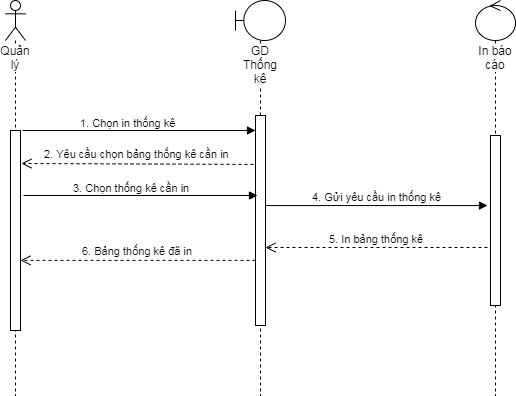 Quản
lý
GD
Thống
kê
In báo
cáo
1. Chọn in thống kê
2. Yêu cầu chọn bảng thống kê cần in
3. Chọn thống kê cần in
4. Gửi yêu cầu in thống kê
5. In bảng thống kê
6. Bảng thống kê đã in